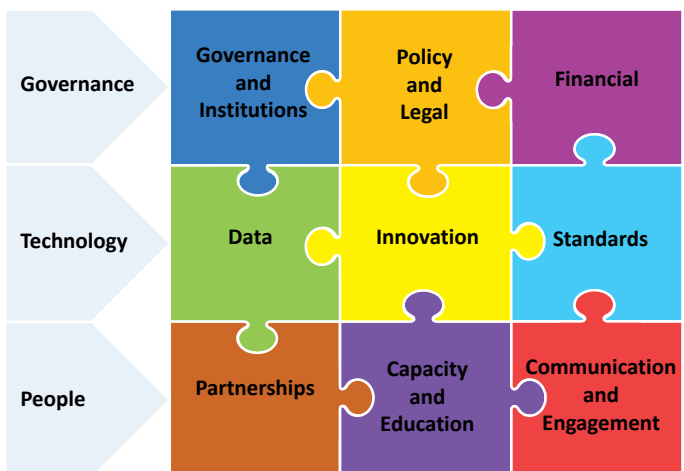 Governance
Governance
and
Institutions
Policy
and
Legal
Financial
Technology
Data
Innovation
Standards
People
Partnerships
Capacity
and
Education
Communication
and
Engagement